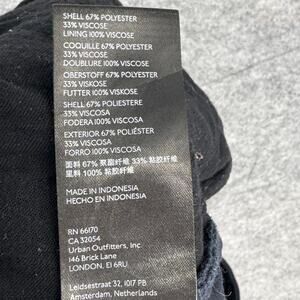 SHELL 67% POLYESTER
33% VISCOSE
LINING 100% VISCOSE
COQUILLE 67% POLYESTER
33% VISCOSE
DOUBLURE 100% VISCOSE
OBERSTOFF 67% POLYESTER
33% VISKOSE
FUTTER 100% VISKOSE
SHELL 67% POLIESTERE
33% VISCOSA
FODERA 100% VISCOSA
EXTERIOR 67% POLIÉSTER
33% VISCOSA
FORRO 100% VISCOSA
面料 67% 聚酯纤维 33% 粘胶纤维
里料 100% 粘胶纤维
MADE IN INDONESIA
HECHO EN INDONESIA
RN 66170
CA 32054
Urban Outfitters, Inc
146 Brick Lane
LONDON, E1 6RU
Leidsestraat 32, 1017 PB
Amsterdam, Netherlands